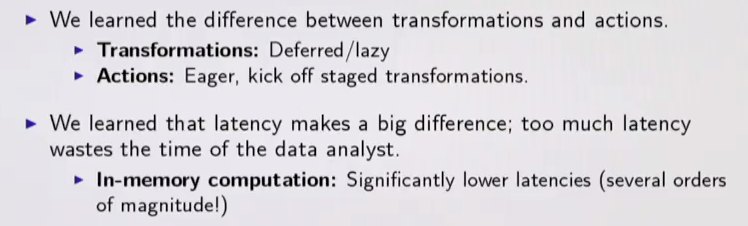 We learned the difference between transformations and actions.
Transformations: Deferred/lazy
Actions: Eager, kick off staged transformations.
We learned that latency makes a big difference; too much latency
wastes the time of the data analyst.
In-memory computation: Significantly lower latencies (several orders
of magnitude!)